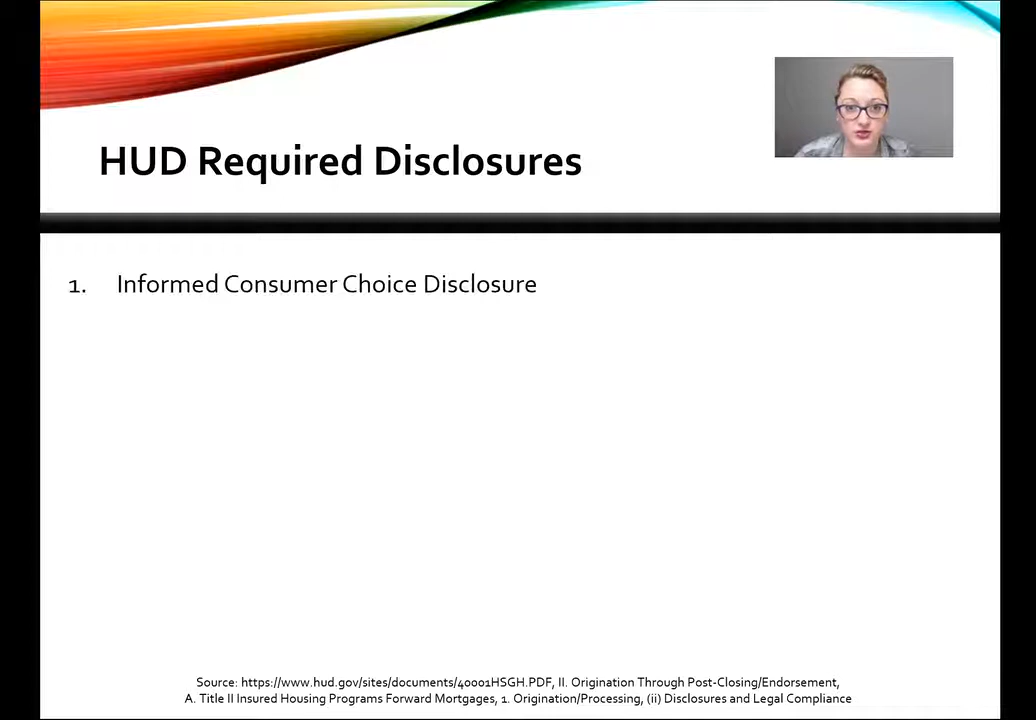 HUD Required Disclosures
1. Informed Consumer Choice Disclosure
Source: https://www.hud.gov/sites/documents/40001HSGH.PDF, II. Origination Through Post-Closing/Endorsement,
A. Title II Insured Housing Programs Forward Mortgages, 1. Origination/Processing, (ii) Disclosures and Legal Compliance